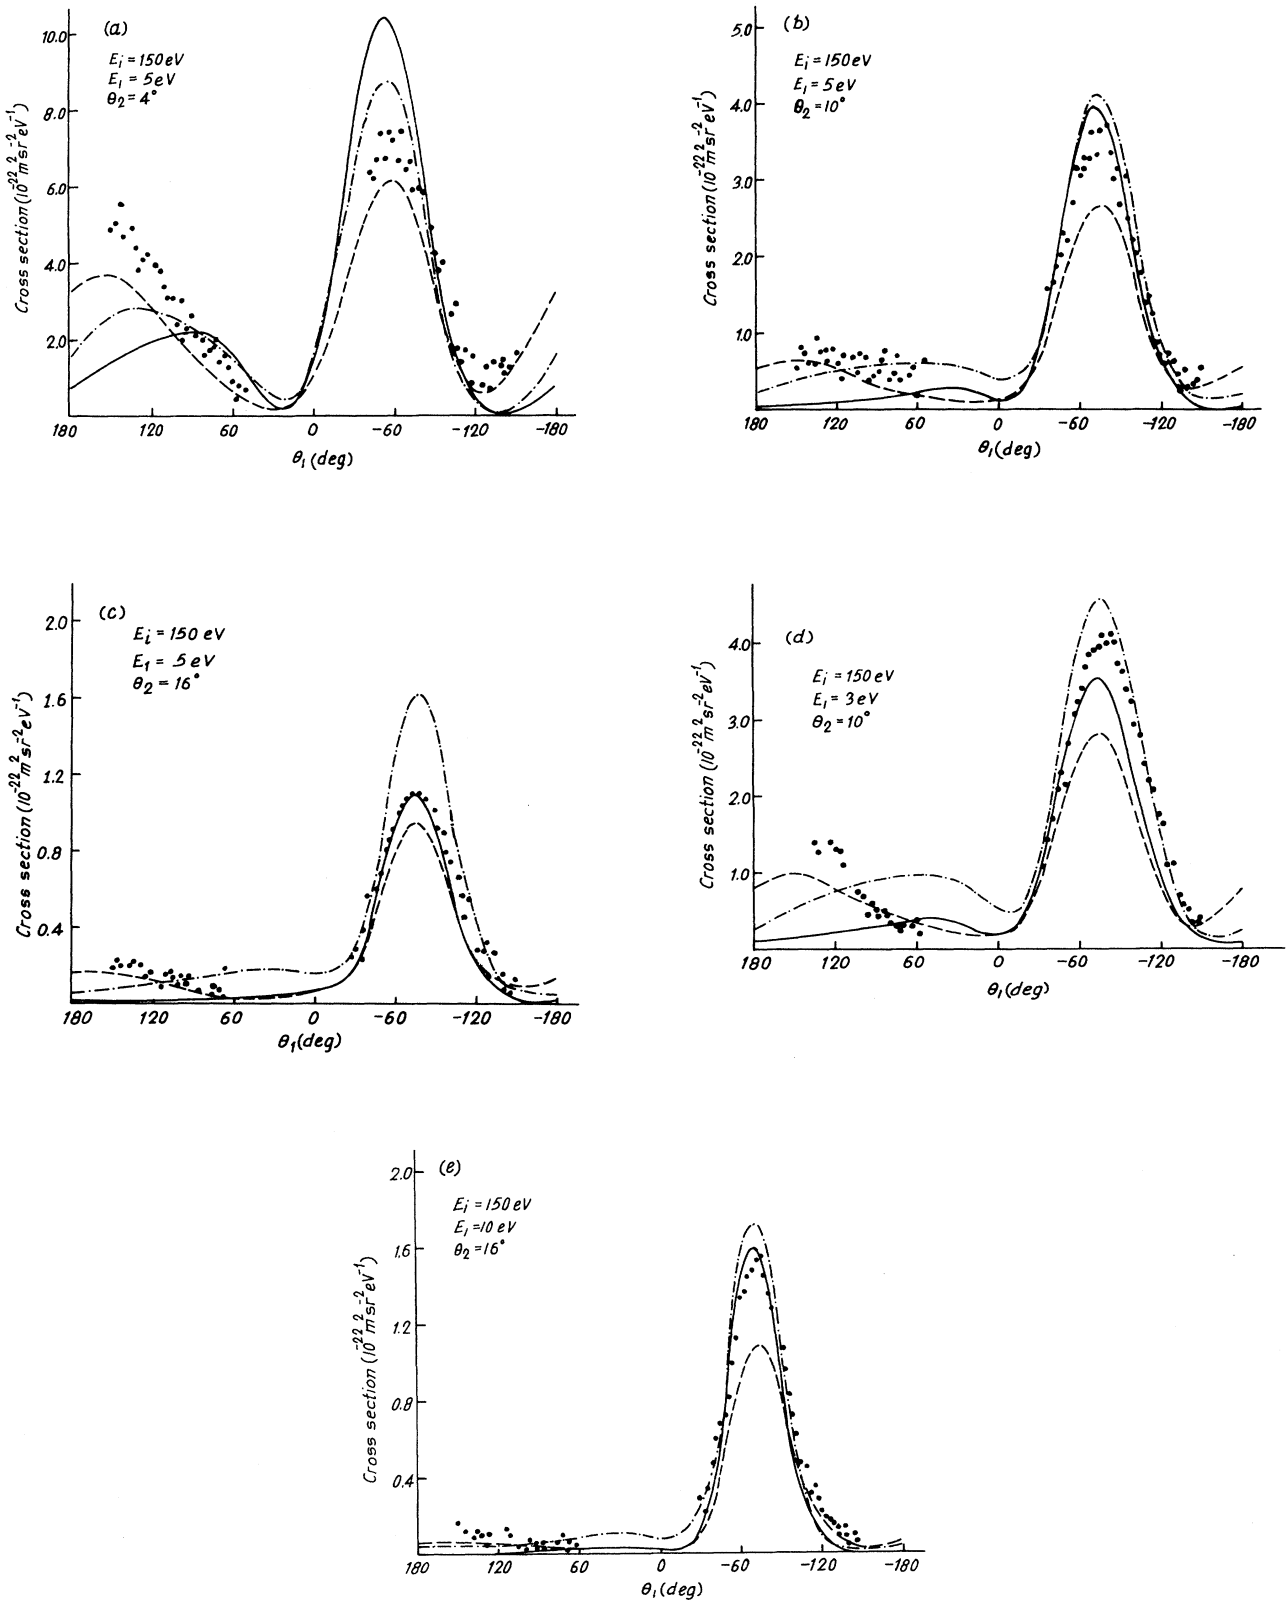 (a)
Ei = 150 eV
E1 = 5 eV
θ2 = 4°
10.0
8.0
6.0
4.0
2.0
Cross section (10⁻²² m² sr⁻² eV⁻¹)
180 120 60 0 -60 -120 -180
θ1 (deg)
(b)
Ei = 150 eV
E1 = 5 eV
θ2 = 10°
5.0
4.0
3.0
2.0
1.0
Cross section (10⁻²² m² sr⁻² eV⁻¹)
180 120 60 0 -60 -120 -180
θ1 (deg)
(c)
Ei = 150 eV
E1 = .5 eV
θ2 = 16°
2.0
1.6
1.2
0.8
0.4
Cross section (10⁻²² m² sr⁻² eV⁻¹)
180 120 60 0 -60 -120 -180
θ1 (deg)
(d)
Ei = 150 eV
E1 = 3 eV
θ2 = 10°
4.0
3.0
2.0
1.0
Cross section (10⁻²² m² sr⁻² eV⁻¹)
180 120 60 0 -60 -120 -180
θ1 (deg)
(e)
Ei = 150 eV
E1 = 10 eV
θ2 = 16°
2.0
1.6
1.2
0.8
0.4
Cross section (10⁻²² m² sr⁻² eV⁻¹)
180 120 60 0 -60 -120 -180
θ1 (deg)